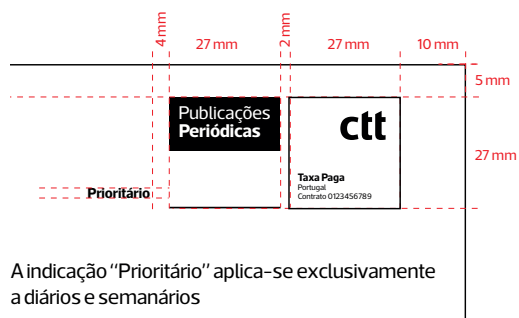 4 mm
27 mm
2 mm
27 mm
10 mm
5 mm
Publicações
Periódicas
ctt
27 mm
Taxa Paga
Portugal
Contrato 0123456789
Prioritário
A indicação "Prioritário" aplica-se exclusivamente
a diários e semanários